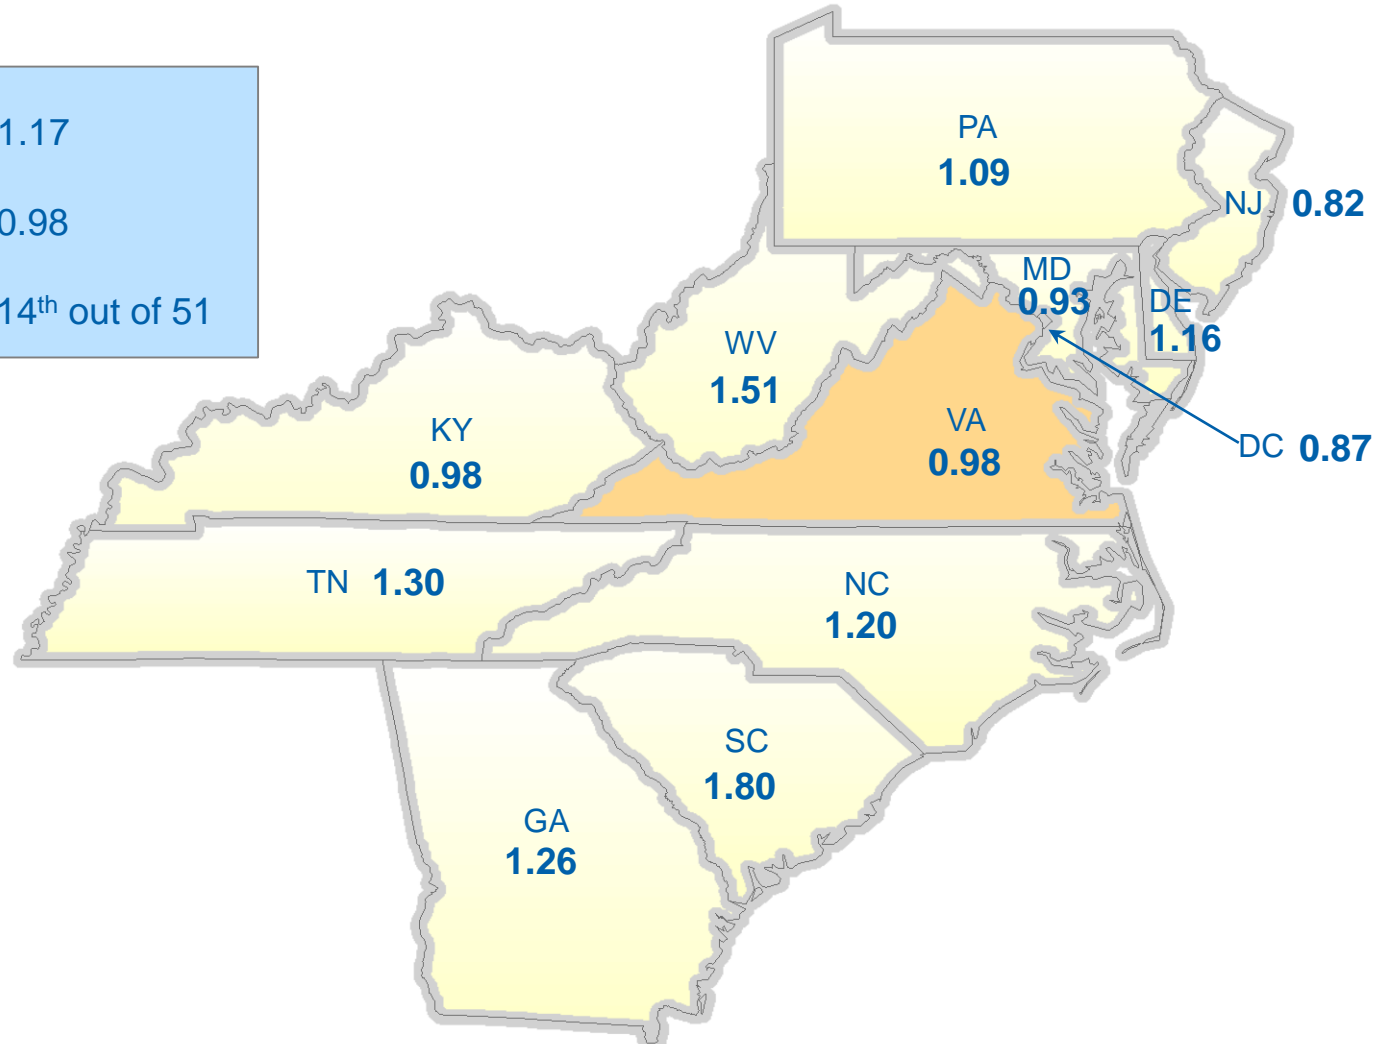 1.17
0.98
14th out of 51
PA
1.09
NJ 0.82
MD
0.93
DE
1.16
WV
1.51
VA
0.98
KY
0.98
DC 0.87
TN 1.30
NC
1.20
SC
1.80
GA
1.26